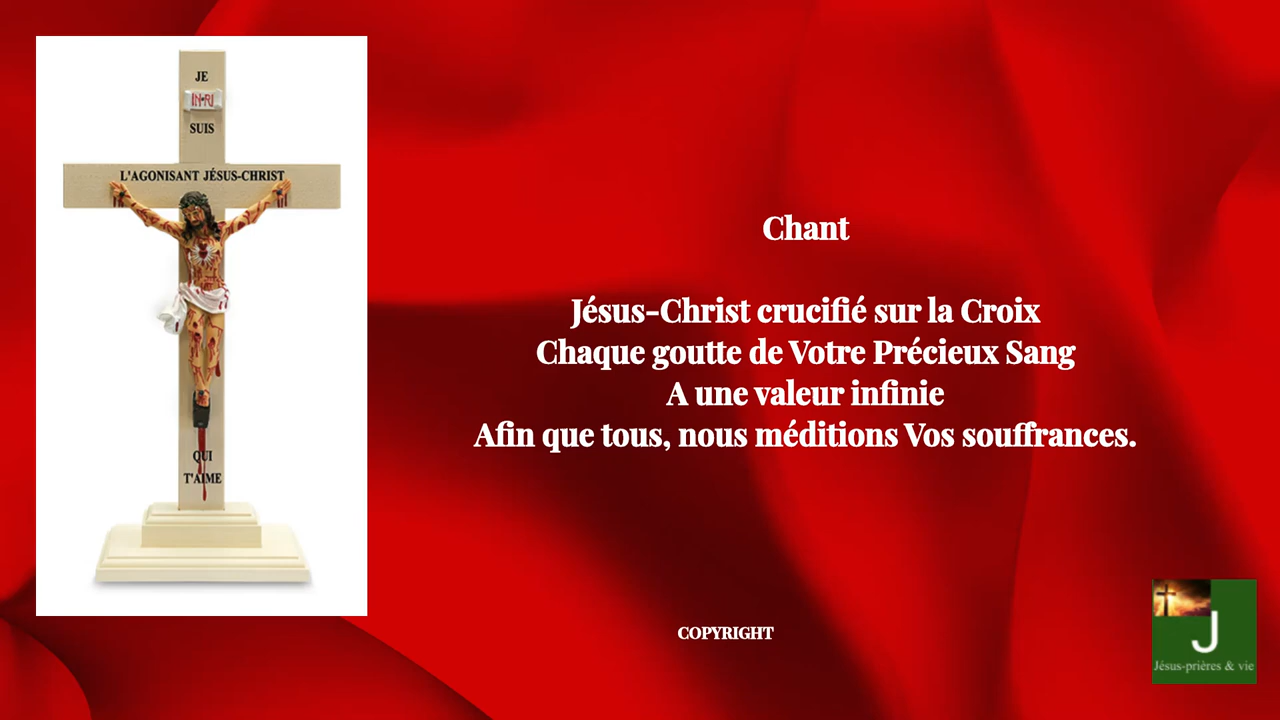 JE
INRI
SUIS
L'AGONISANT JÉSUS-CHRIST
QUI
T'AIME
Chant
Jésus-Christ crucifié sur la Croix
Chaque goutte de Votre Précieux Sang
A une valeur infinie
Afin que tous, nous méditions Vos souffrances.
COPYRIGHT
J
Jésus-prières & vie